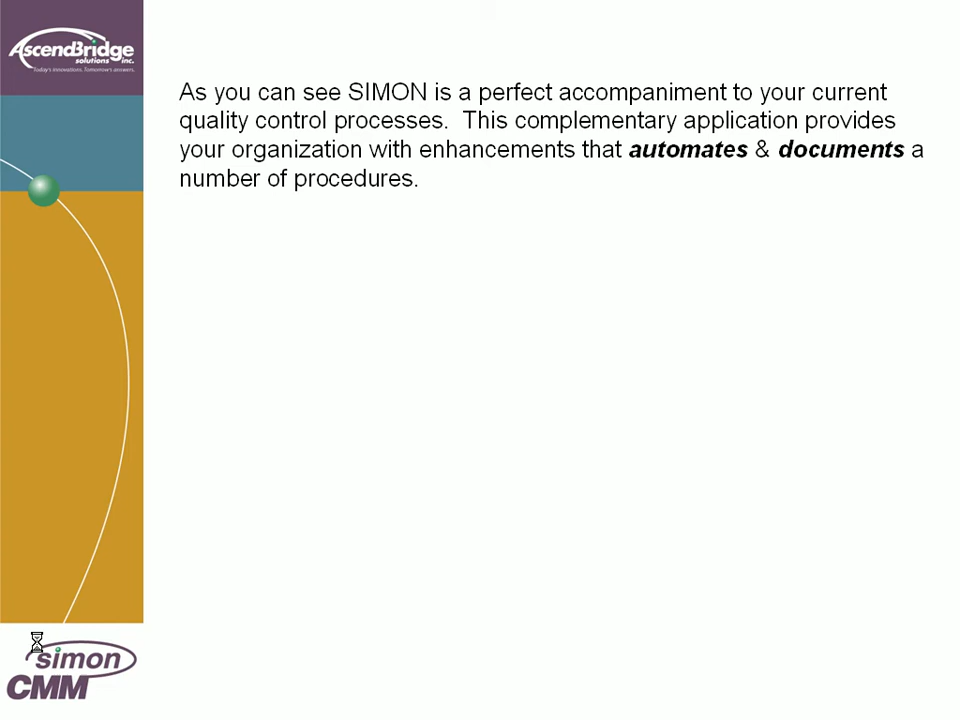 AscendBridge
solutions inc.
Today's innovations. Tomorrow's answers.
As you can see SIMON is a perfect accompaniment to your current
quality control processes.  This complementary application provides
your organization with enhancements that automates & documents a
number of procedures.
simon
CMM